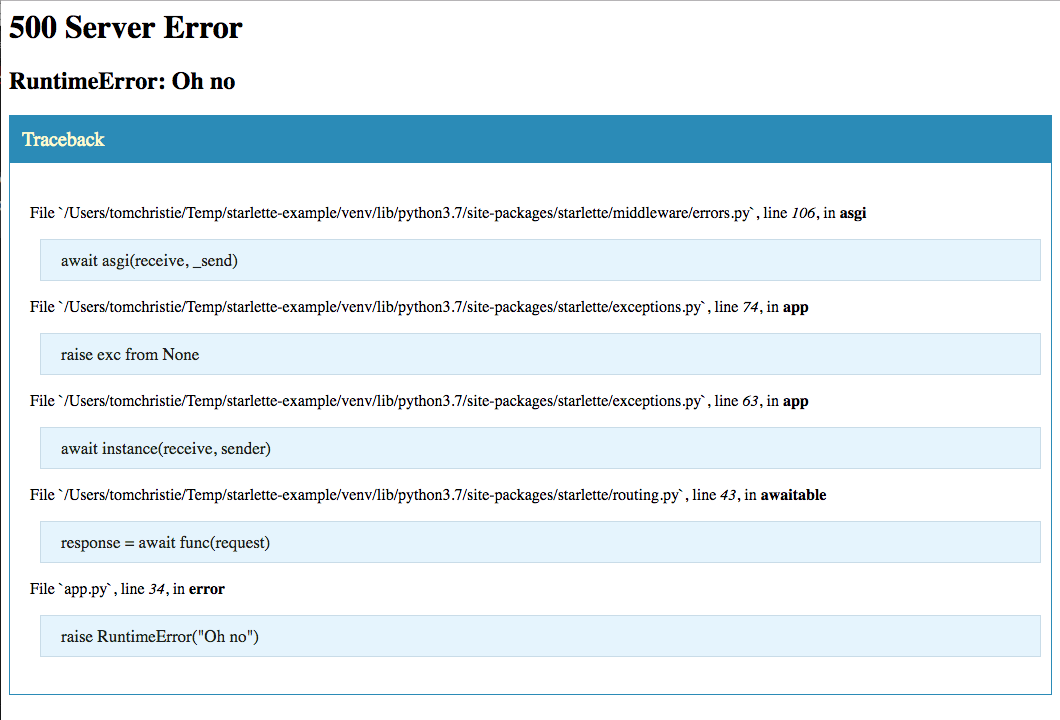 500 Server Error
RuntimeError: Oh no
Traceback
File `/Users/tomchristie/Temp/starlette-example/venv/lib/python3.7/site-packages/starlette/middleware/errors.py`, line 106, in asgi
await asgi(receive, _send)
File `/Users/tomchristie/Temp/starlette-example/venv/lib/python3.7/site-packages/starlette/exceptions.py`, line 74, in app
raise exc from None
File `/Users/tomchristie/Temp/starlette-example/venv/lib/python3.7/site-packages/starlette/exceptions.py`, line 63, in app
await instance(receive, sender)
File `/Users/tomchristie/Temp/starlette-example/venv/lib/python3.7/site-packages/starlette/routing.py`, line 43, in awaitable
response = await func(request)
File `app.py`, line 34, in error
raise RuntimeError("Oh no")